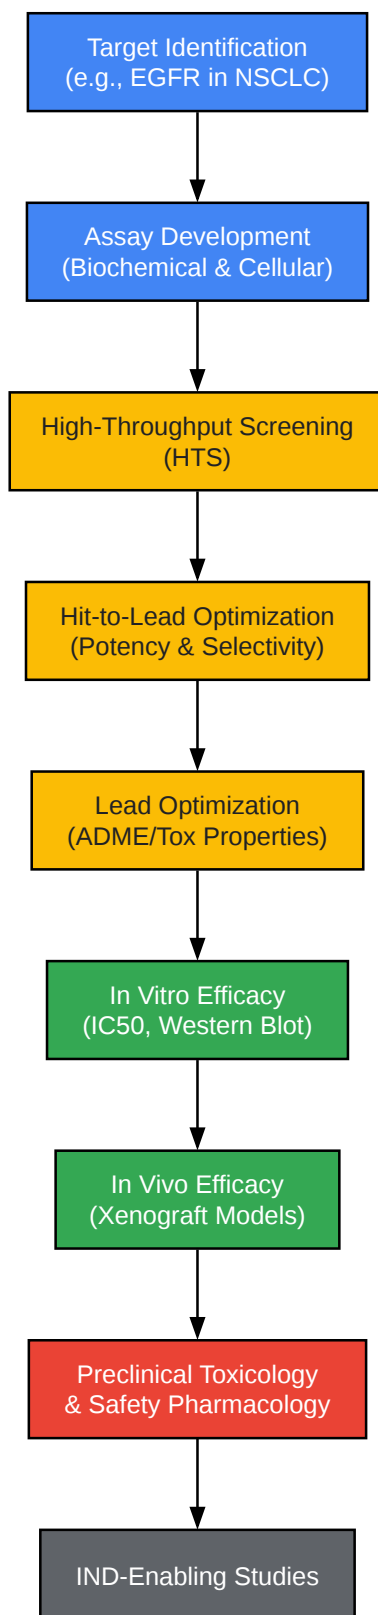 Target Identification
(e.g., EGFR in NSCLC)
Assay Development
(Biochemical & Cellular)
High-Throughput Screening
(HTS)
Hit-to-Lead Optimization
(Potency & Selectivity)
Lead Optimization
(ADME/Tox Properties)
In Vitro Efficacy
(IC50, Western Blot)
In Vivo Efficacy
(Xenograft Models)
Preclinical Toxicology
& Safety Pharmacology
IND-Enabling Studies